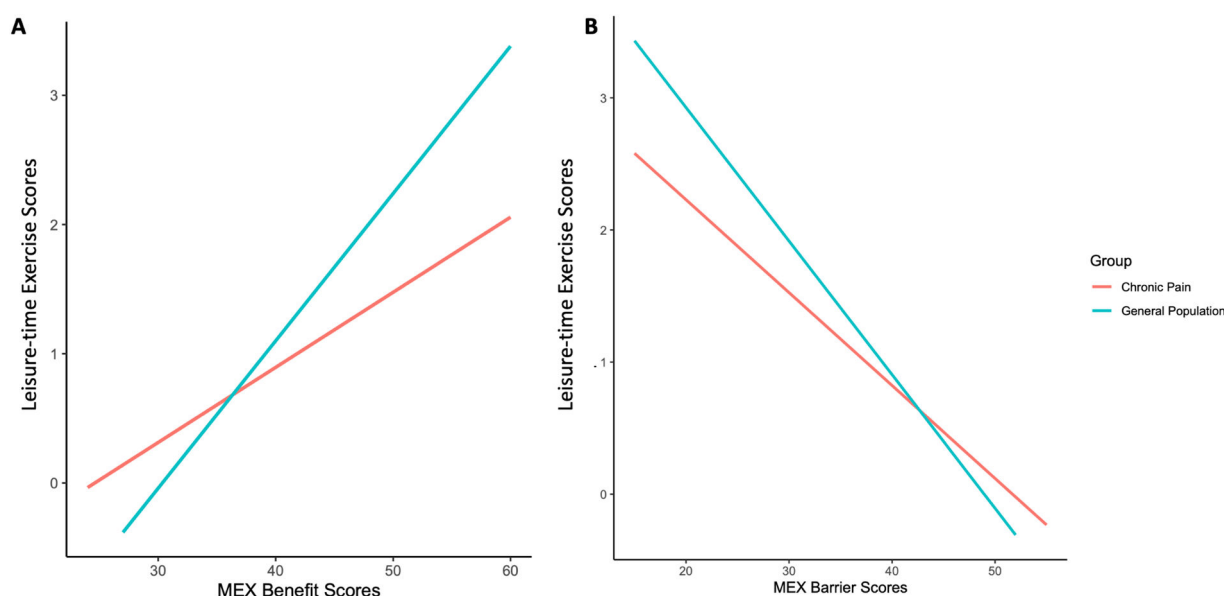 A
Leisure-time Exercise Scores
3
2
1
0
30 40 50 60
MEX Benefit Scores
B
Leisure-time Exercise Scores
3
2
1
0
20 30 40 50
MEX Barrier Scores
Group
Chronic Pain
General Population